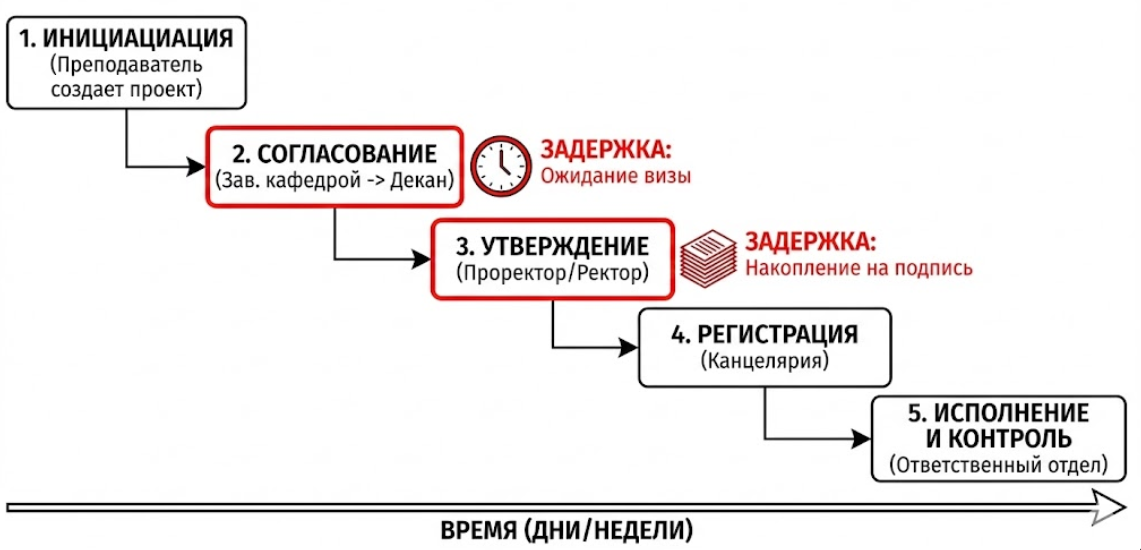 1. ИНИЦИАЦИАЦИЯ
(Преподаватель
создает проект)
2. СОГЛАСОВАНИЕ
(Зав. кафедрой -> Декан)
ЗАДЕРЖКА:
Ожидание визы
3. УТВЕРЖДЕНИЕ
(Проректор/Ректор)
ЗАДЕРЖКА:
Накопление на подпись
4. РЕГИСТРАЦИЯ
(Канцелярия)
5. ИСПОЛНЕНИЕ
И КОНТРОЛЬ
(Ответственный отдел)
ВРЕМЯ (ДНИ/НЕДЕЛИ)